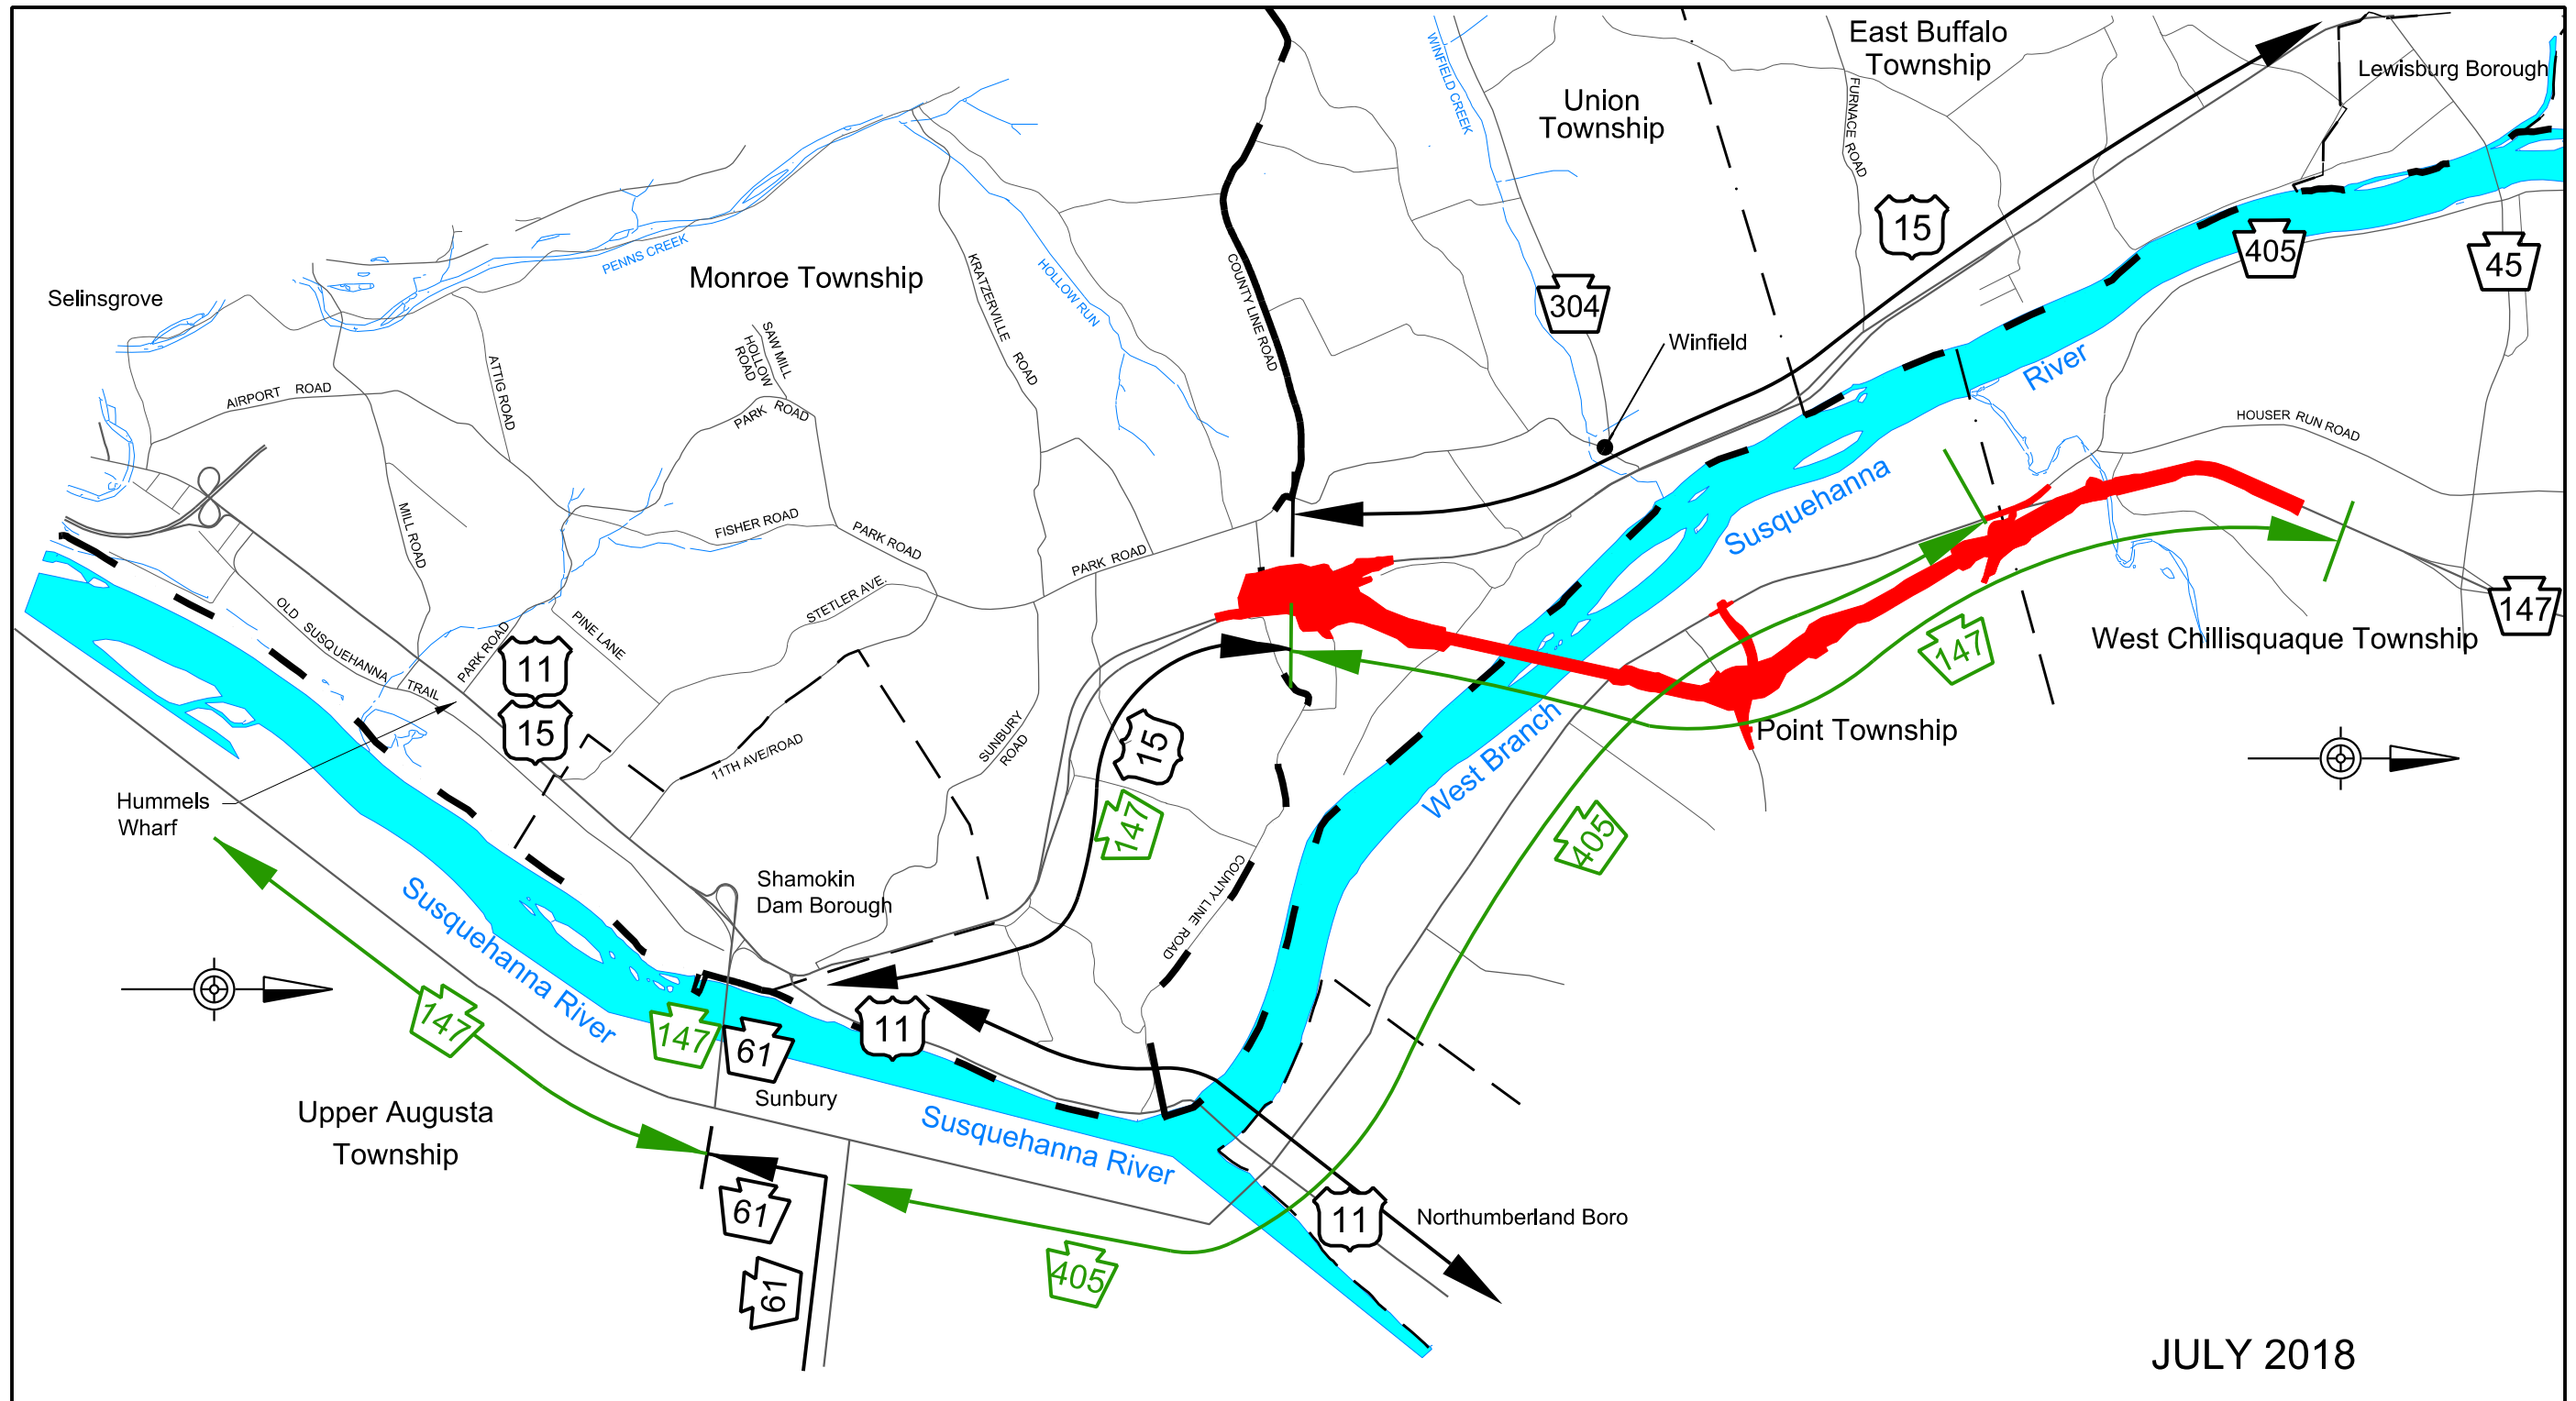 East Buffalo
Township
Lewisburg Borough
WINFIELD CREEK
Union
Township
FURNACE ROAD
15
405
45
PENNS CREEK
Monroe Township
KRATZERVILLE ROAD
HOLLOW RUN
COUNTY LINE ROAD
304
Winfield
River
Selinsgrove
SAW MILL
HOLLOW
ROAD
ATTIG ROAD
AIRPORT ROAD
PARK ROAD
HOUSER RUN ROAD
Susquehanna
MILL ROAD
FISHER ROAD
PARK ROAD
PARK ROAD
STETLER AVE.
OLD SUSQUEHANNA TRAIL
PINE LANE
PARK ROAD
11
15
147
West Chillisquaque Township
147
SUNBURY
ROAD
15
11TH AVE/ROAD
West Branch
Point Township
Hummels
Wharf
147
405
COUNTY LINE ROAD
Shamokin
Dam Borough
Susquehanna River
147
147
61
11
Sunbury
Upper Augusta
Township
Susquehanna River
61
11
Northumberland Boro
405
61
JULY 2018